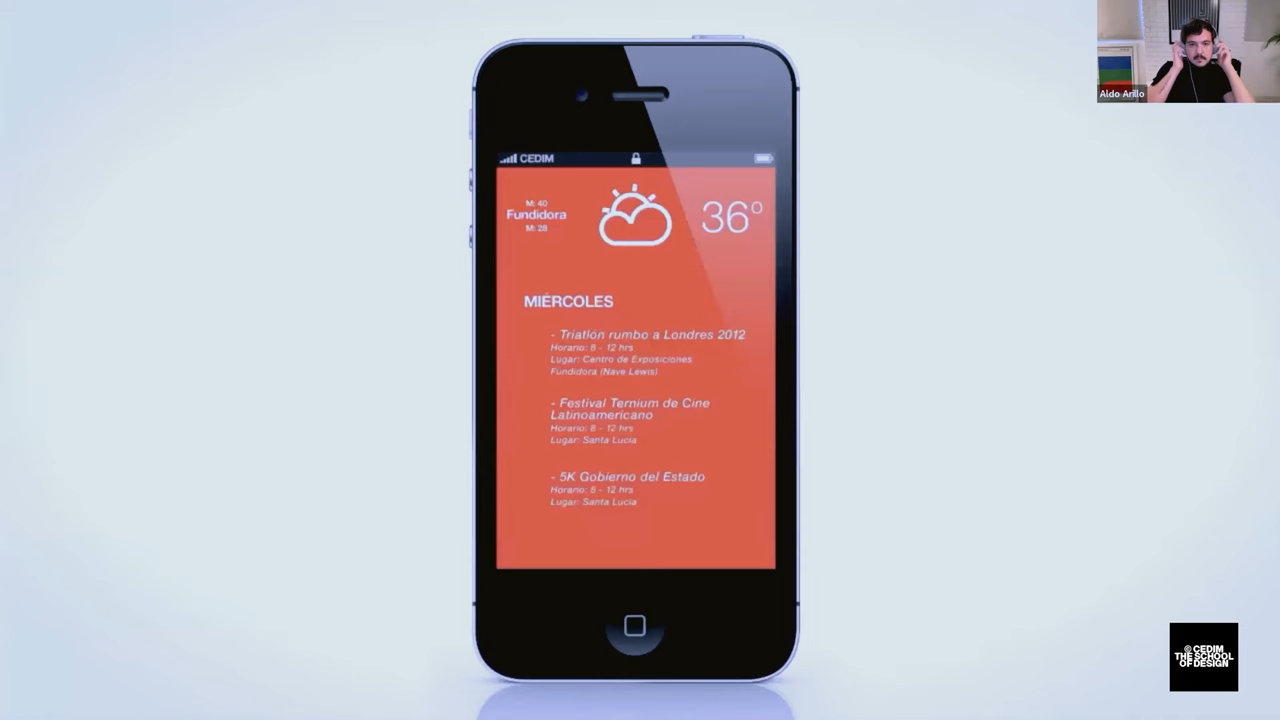 Aldo Arillo
CEDIM
M: 40
Fundidora
M: 28
36°
MIÉRCOLES
- Triatlón rumbo a Londres 2012
Horario: 8 - 12 hrs
Lugar: Centro de Exposiciones
Fundidora (Nave Lewis)
- Festival Ternium de Cine
Latinoamericano
Horario: 8 - 12 hrs
Lugar: Santa Lucia
- 5K Gobierno del Estado
Horario: 8 - 12 hrs
Lugar: Santa Lucia
@CEDIM
THE SCHOOL
OF DESIGN